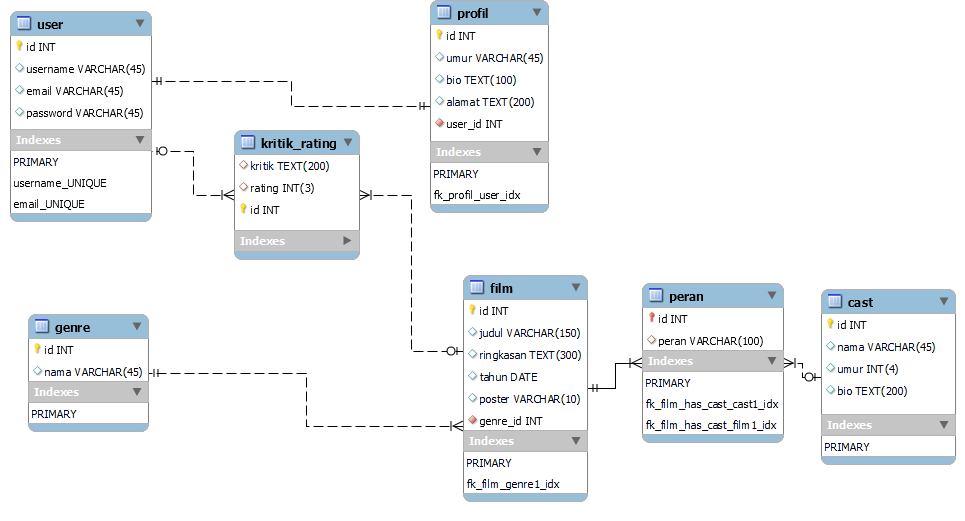 user
id INT
username VARCHAR(45)
email VARCHAR(45)
password VARCHAR(45)
Indexes
PRIMARY
username_UNIQUE
email_UNIQUE
profil
id INT
umur VARCHAR(45)
bio TEXT(100)
alamat TEXT(200)
user_id INT
Indexes
PRIMARY
fk_profil_user_idx
kritik_rating
kritik TEXT(200)
rating INT(3)
id INT
Indexes
genre
id INT
nama VARCHAR(45)
Indexes
PRIMARY
film
id INT
judul VARCHAR(150)
ringkasan TEXT(300)
tahun DATE
poster VARCHAR(10)
genre_id INT
Indexes
PRIMARY
fk_film_genre1_idx
peran
id INT
peran VARCHAR(100)
Indexes
PRIMARY
fk_film_has_cast_cast1_idx
fk_film_has_cast_film1_idx
cast
id INT
nama VARCHAR(45)
umur INT(4)
bio TEXT(200)
Indexes
PRIMARY